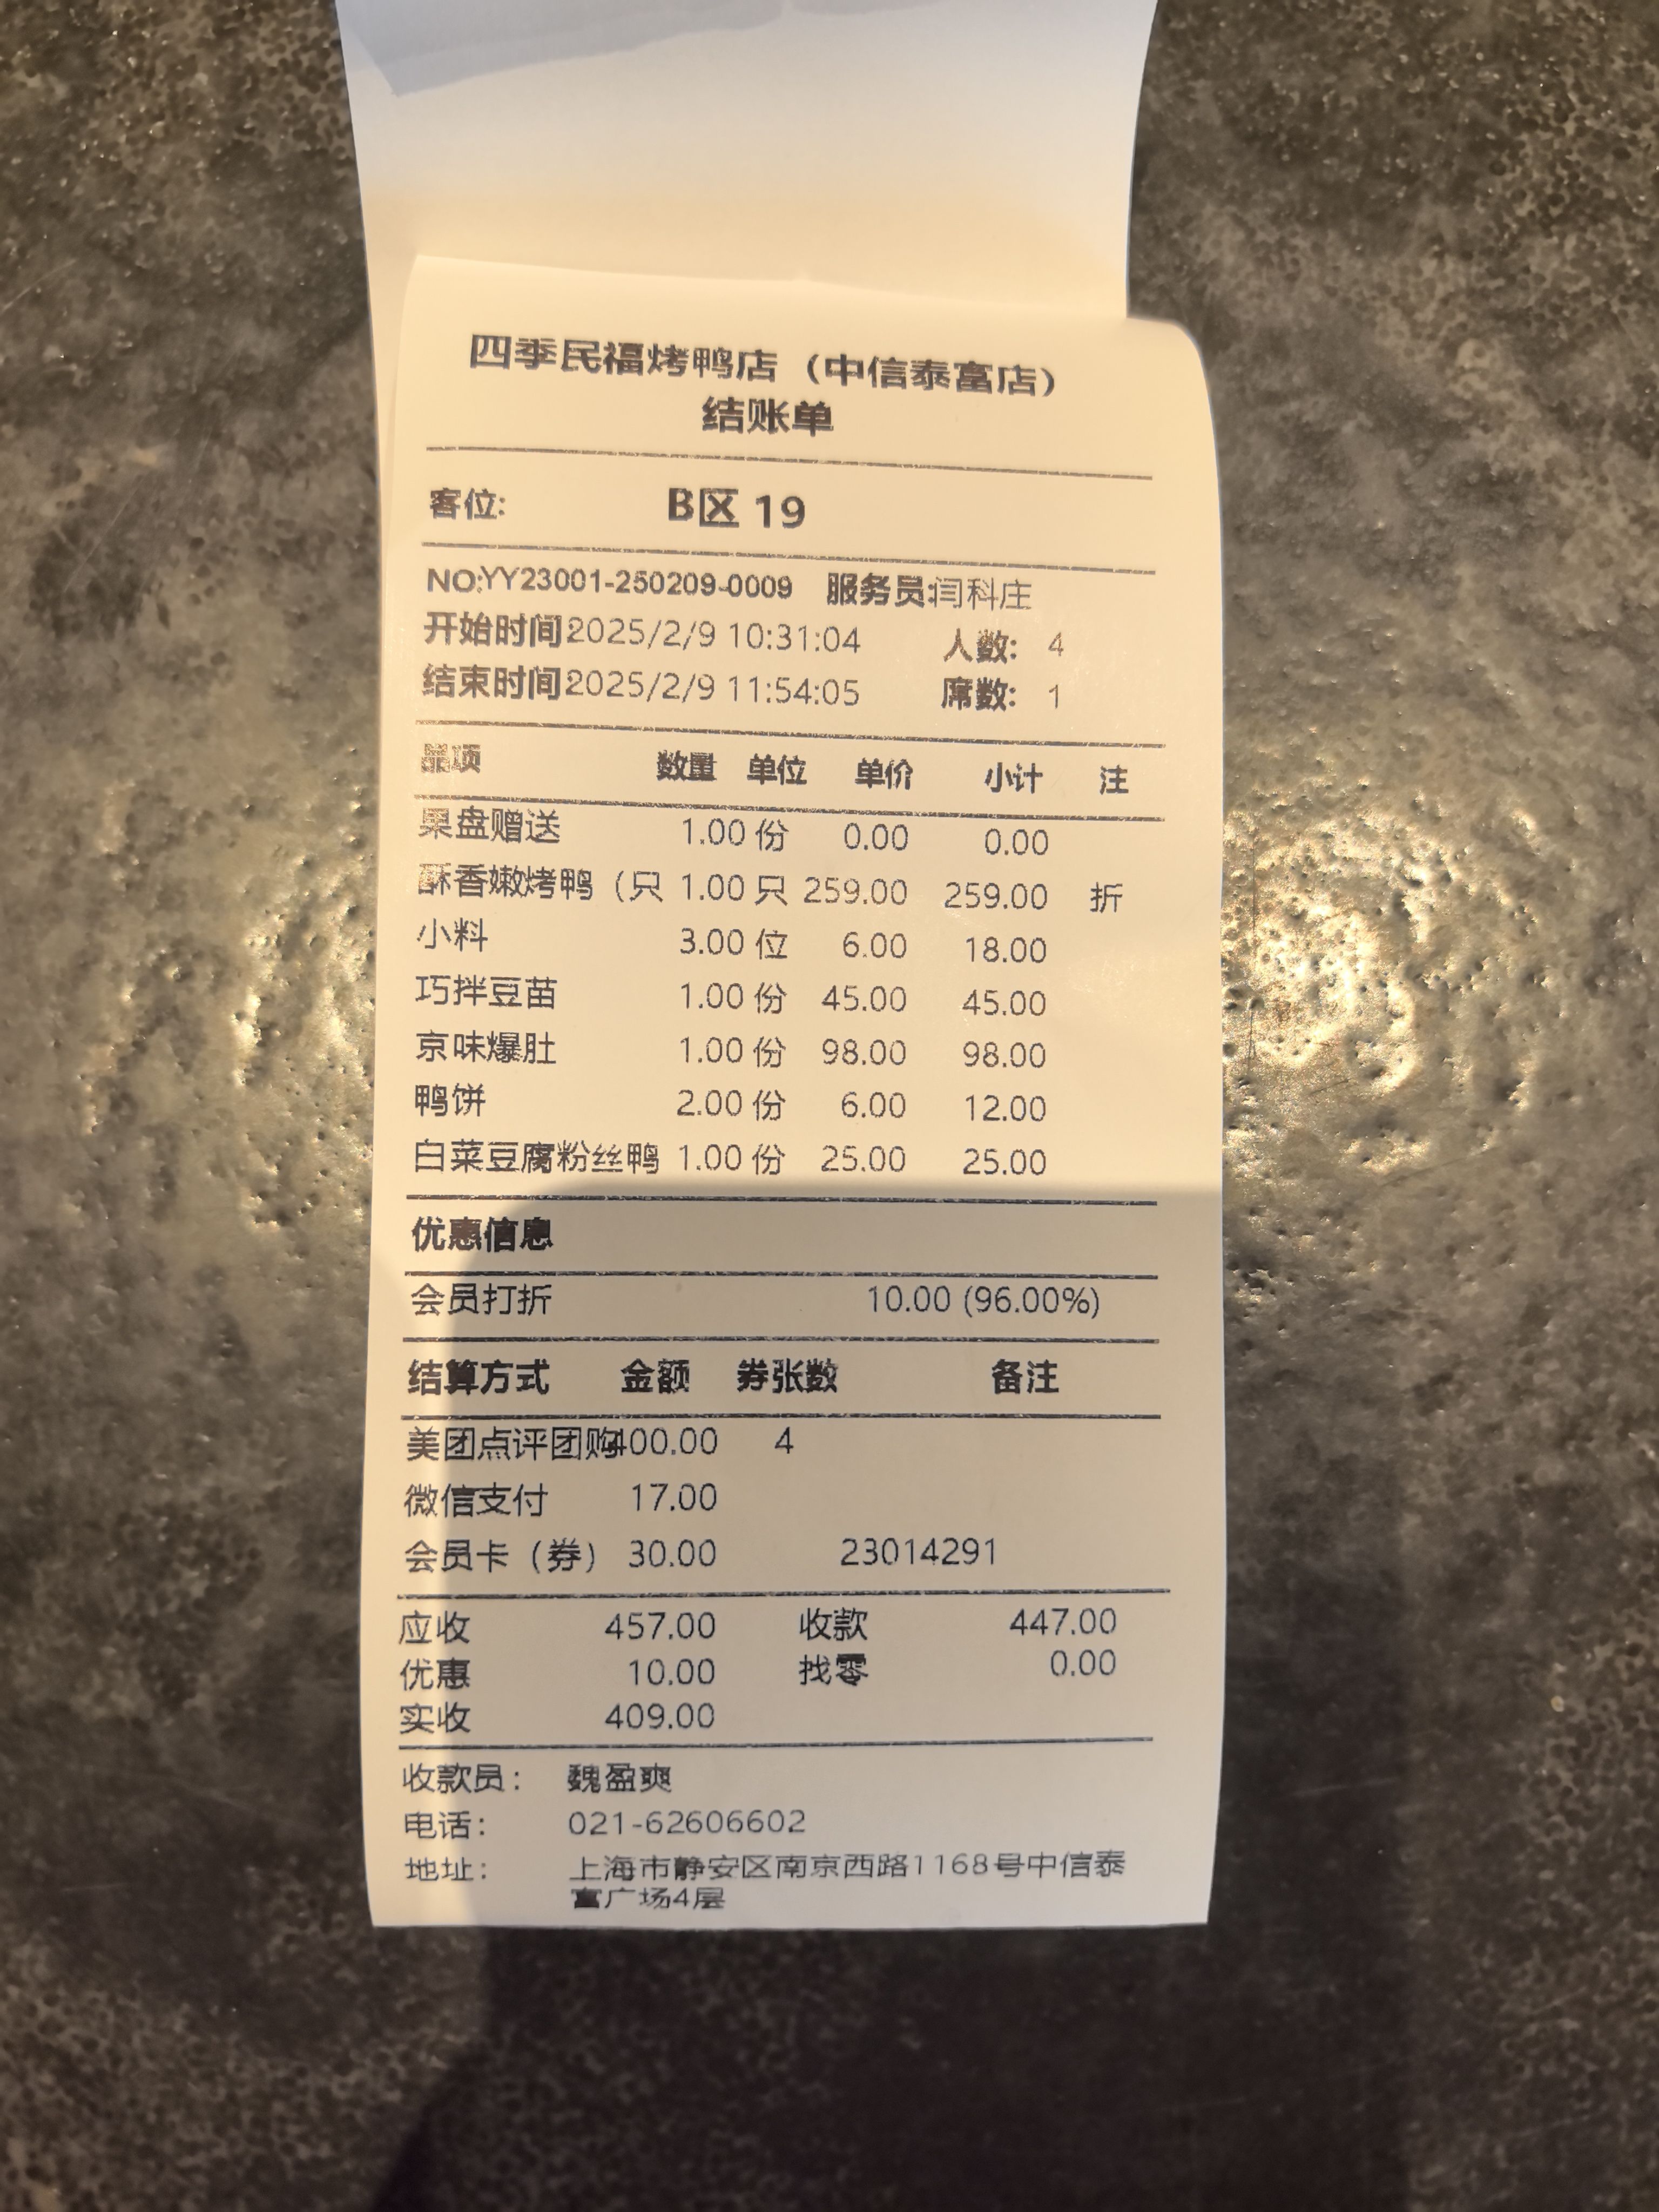 四季民福烤鸭店（中信泰富店）
结账单
客位: B区 19
NO:YY23001-250209-0009 服务员:闫科庄
开始时间2025/2/9 10:31:04 人数: 4
结束时间2025/2/9 11:54:05 席数: 1
品项 数量 单位 单价 小计 注
果盘赠送 1.00 份 0.00 0.00
酥香嫩烤鸭（只 1.00 只 259.00 259.00 折
小料 3.00 位 6.00 18.00
巧拌豆苗 1.00 份 45.00 45.00
京味爆肚 1.00 份 98.00 98.00
鸭饼 2.00 份 6.00 12.00
白菜豆腐粉丝鸭 1.00 份 25.00 25.00
优惠信息
会员打折 10.00 (96.00%)
结算方式 金额 券张数 备注
美团点评团购400.00 4
微信支付 17.00
会员卡（券） 30.00 23014291
应收 457.00 收款 447.00
优惠 10.00 找零 0.00
实收 409.00
收款员： 魏盈爽
电话： 021-62606602
地址： 上海市静安区南京西路1168号中信泰
富广场4层